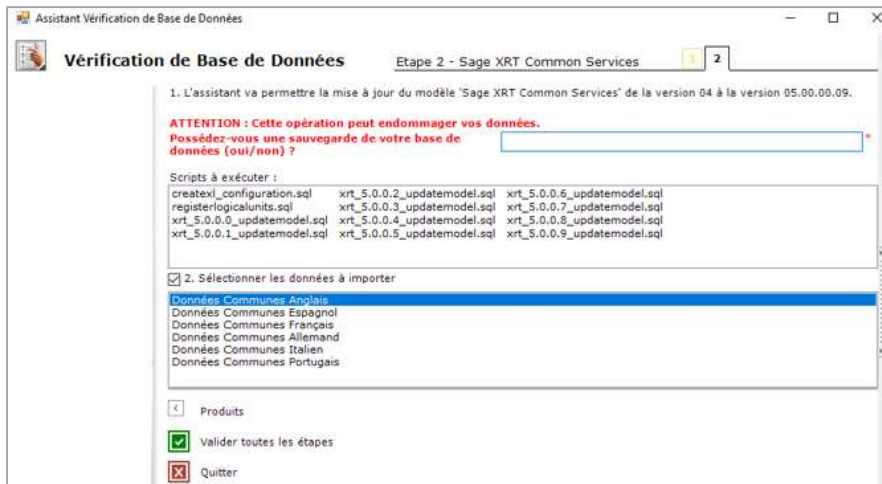 Assistant Vérification de Base de Données
Vérification de Base de Données
Etape 2 - Sage XRT Common Services
1
2
1. L'assistant va permettre la mise à jour du modèle 'Sage XRT Common Services' de la version 04 à la version 05.00.00.09.
ATTENTION : Cette opération peut endommager vos données.
Possédez-vous une sauvegarde de votre base de
données (oui/non) ?
*
Scripts à exécuter :
createxl_configuration.sql xrt_5.0.0.2_updatemodel.sql xrt_5.0.0.6_updatemodel.sql
registerlogicalunits.sql xrt_5.0.0.3_updatemodel.sql xrt_5.0.0.7_updatemodel.sql
xrt_5.0.0.0_updatemodel.sql xrt_5.0.0.4_updatemodel.sql xrt_5.0.0.8_updatemodel.sql
xrt_5.0.0.1_updatemodel.sql xrt_5.0.0.5_updatemodel.sql xrt_5.0.0.9_updatemodel.sql
2. Sélectionner les données à importer
Données Communes Anglais
Données Communes Espagnol
Données Communes Français
Données Communes Allemand
Données Communes Italien
Données Communes Portugais
Produits
Valider toutes les étapes
Quitter